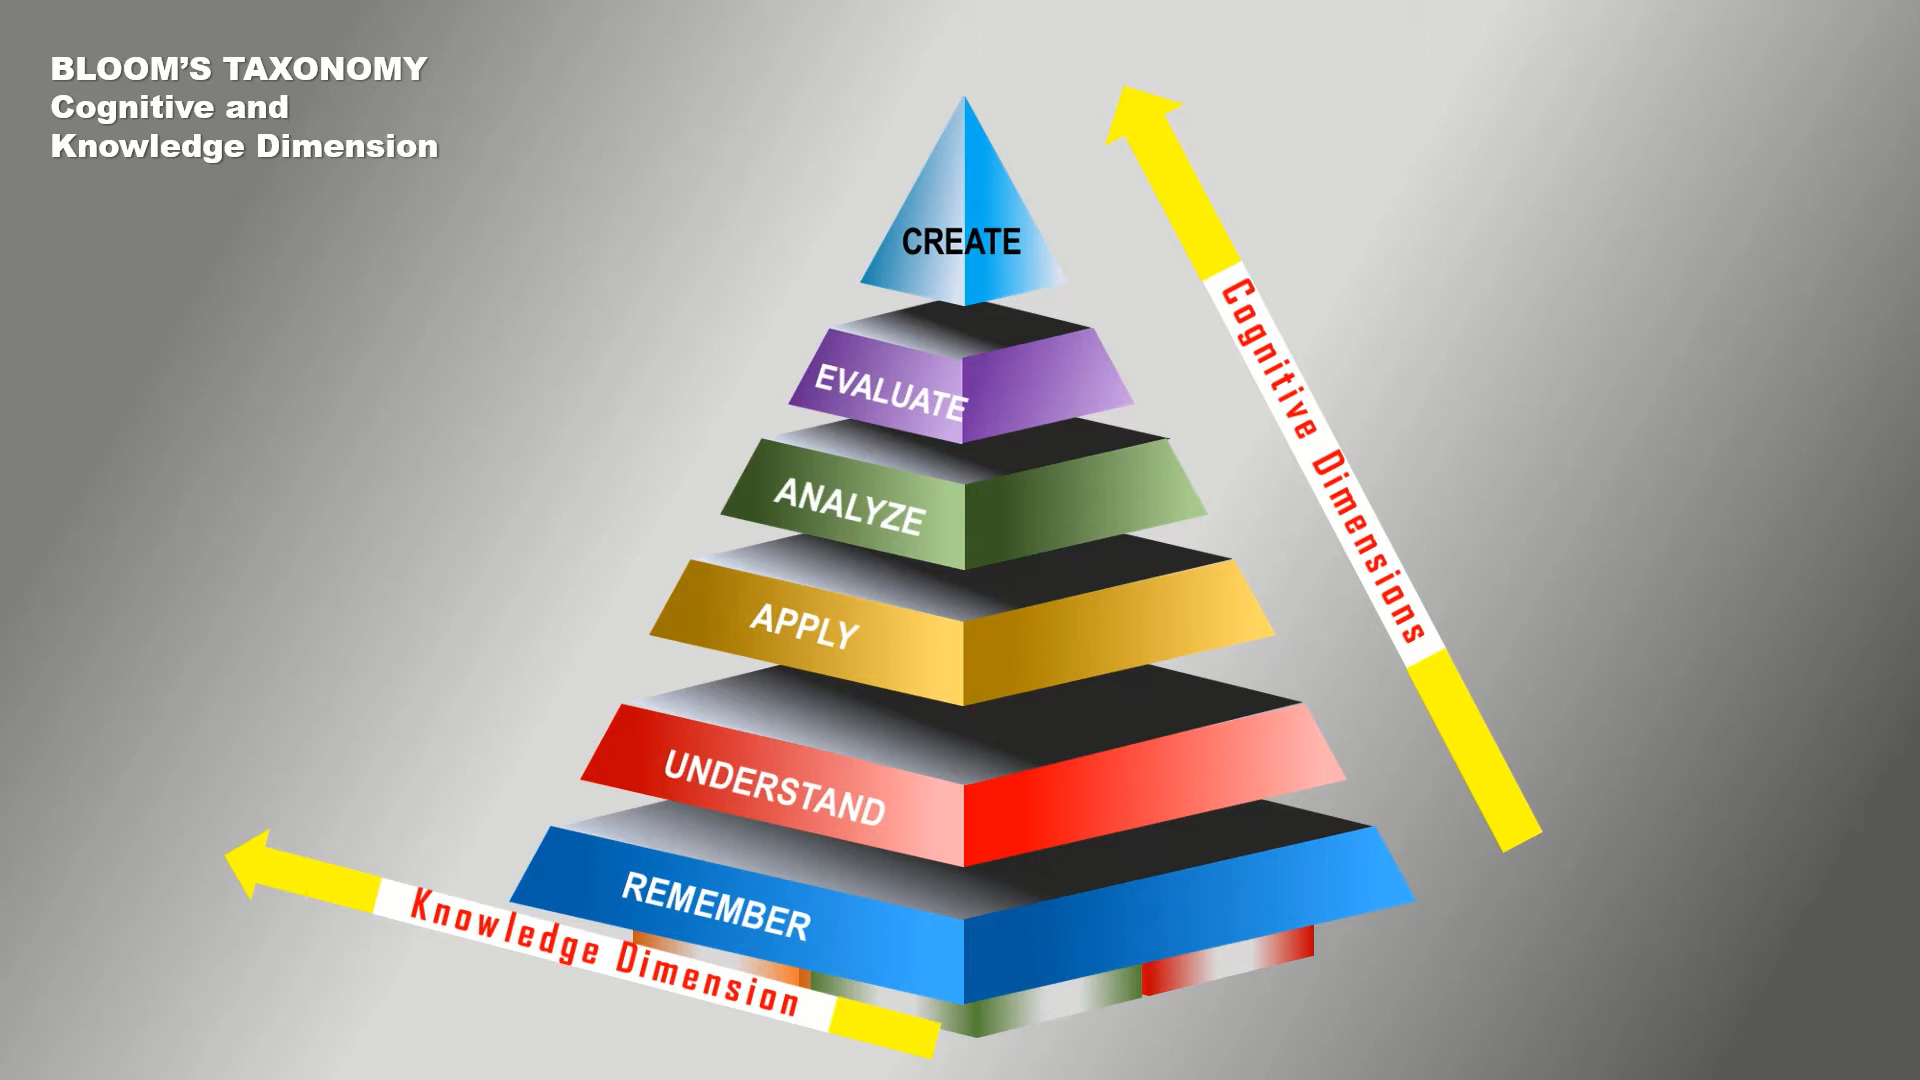 BLOOM’S TAXONOMY
Cognitive and
Knowledge Dimension
CREATE
EVALUATE
ANALYZE
APPLY
UNDERSTAND
REMEMBER
Cognitive Dimensions
Knowledge Dimension